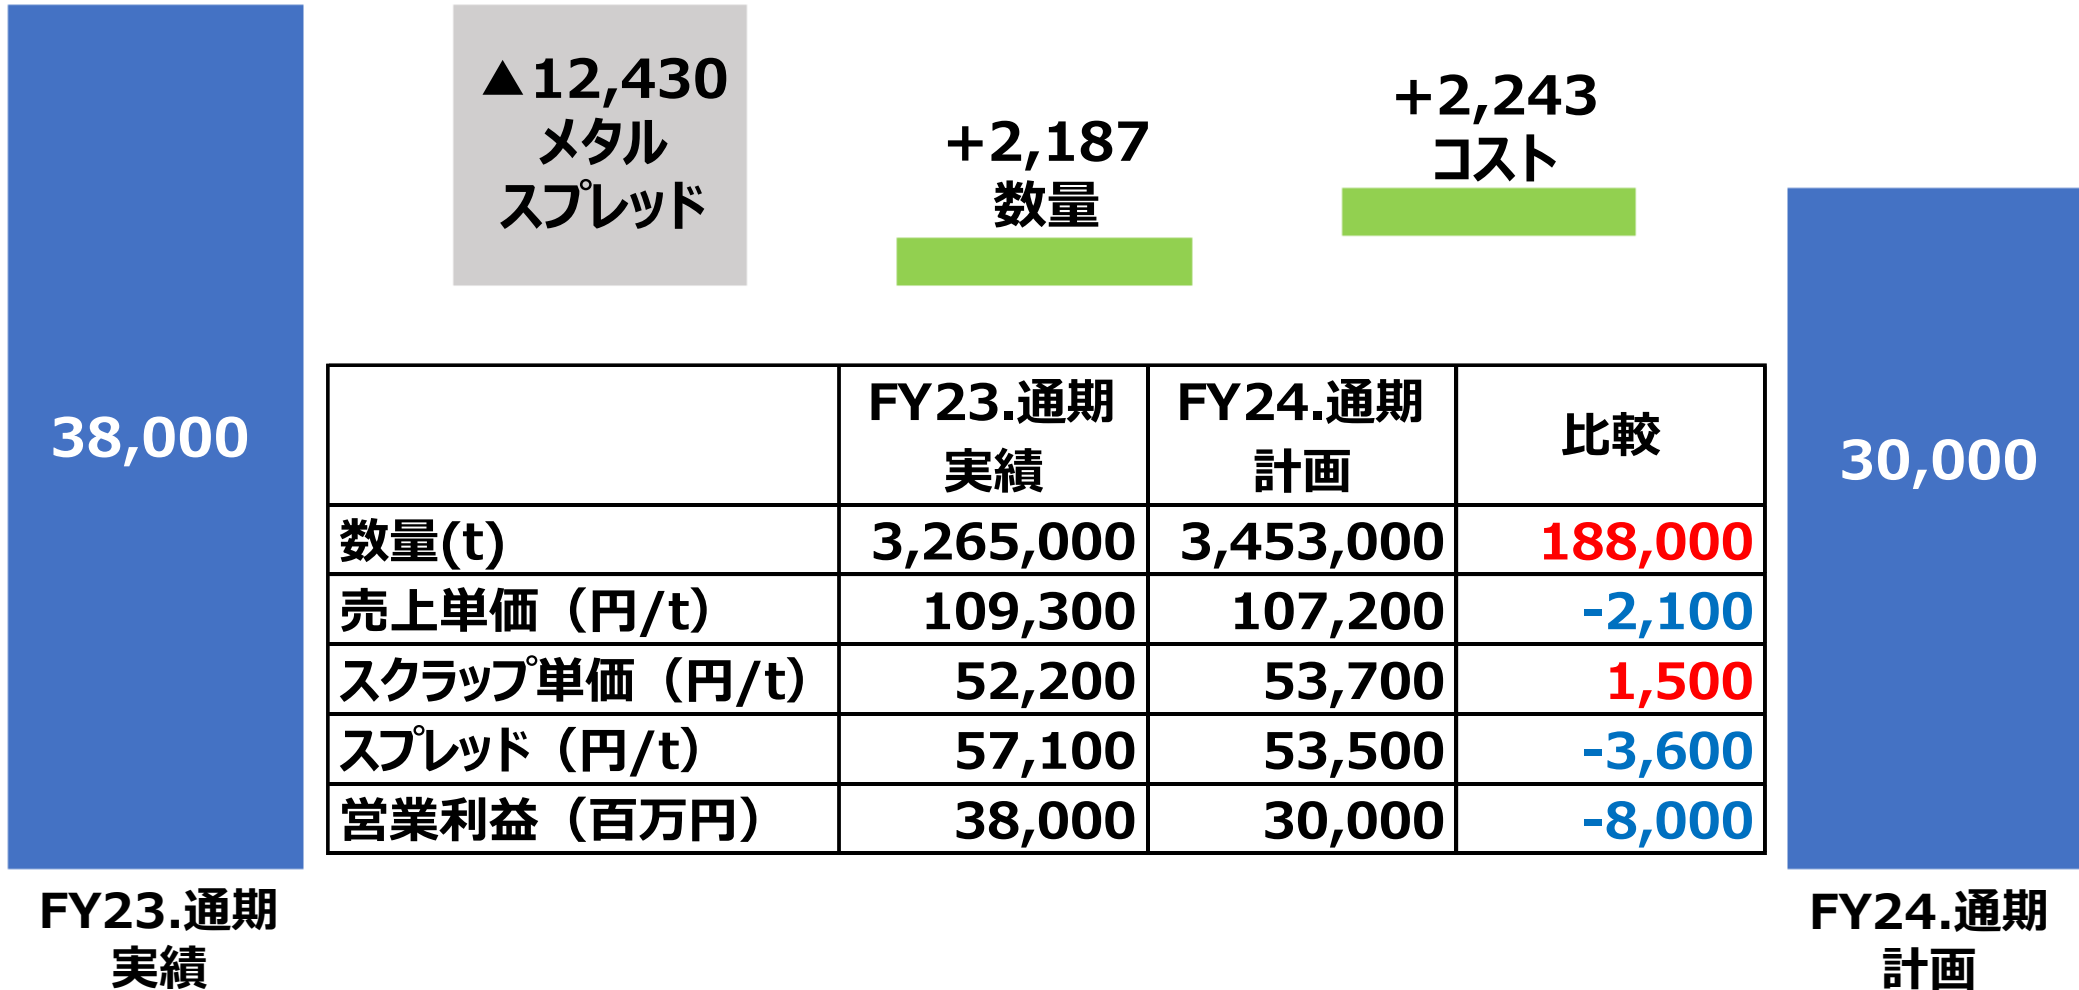 ▲12,430
メタル
スプレッド
+2,187
数量
+2,243
コスト
38,000
30,000
FY23.通期
実績
FY24.通期
計画
比較
数量(t) 3,265,000 3,453,000 188,000
売上単価（円/t） 109,300 107,200 -2,100
スクラップ単価（円/t） 52,200 53,700 1,500
スプレッド（円/t） 57,100 53,500 -3,600
営業利益（百万円） 38,000 30,000 -8,000
FY23.通期
実績
FY24.通期
計画